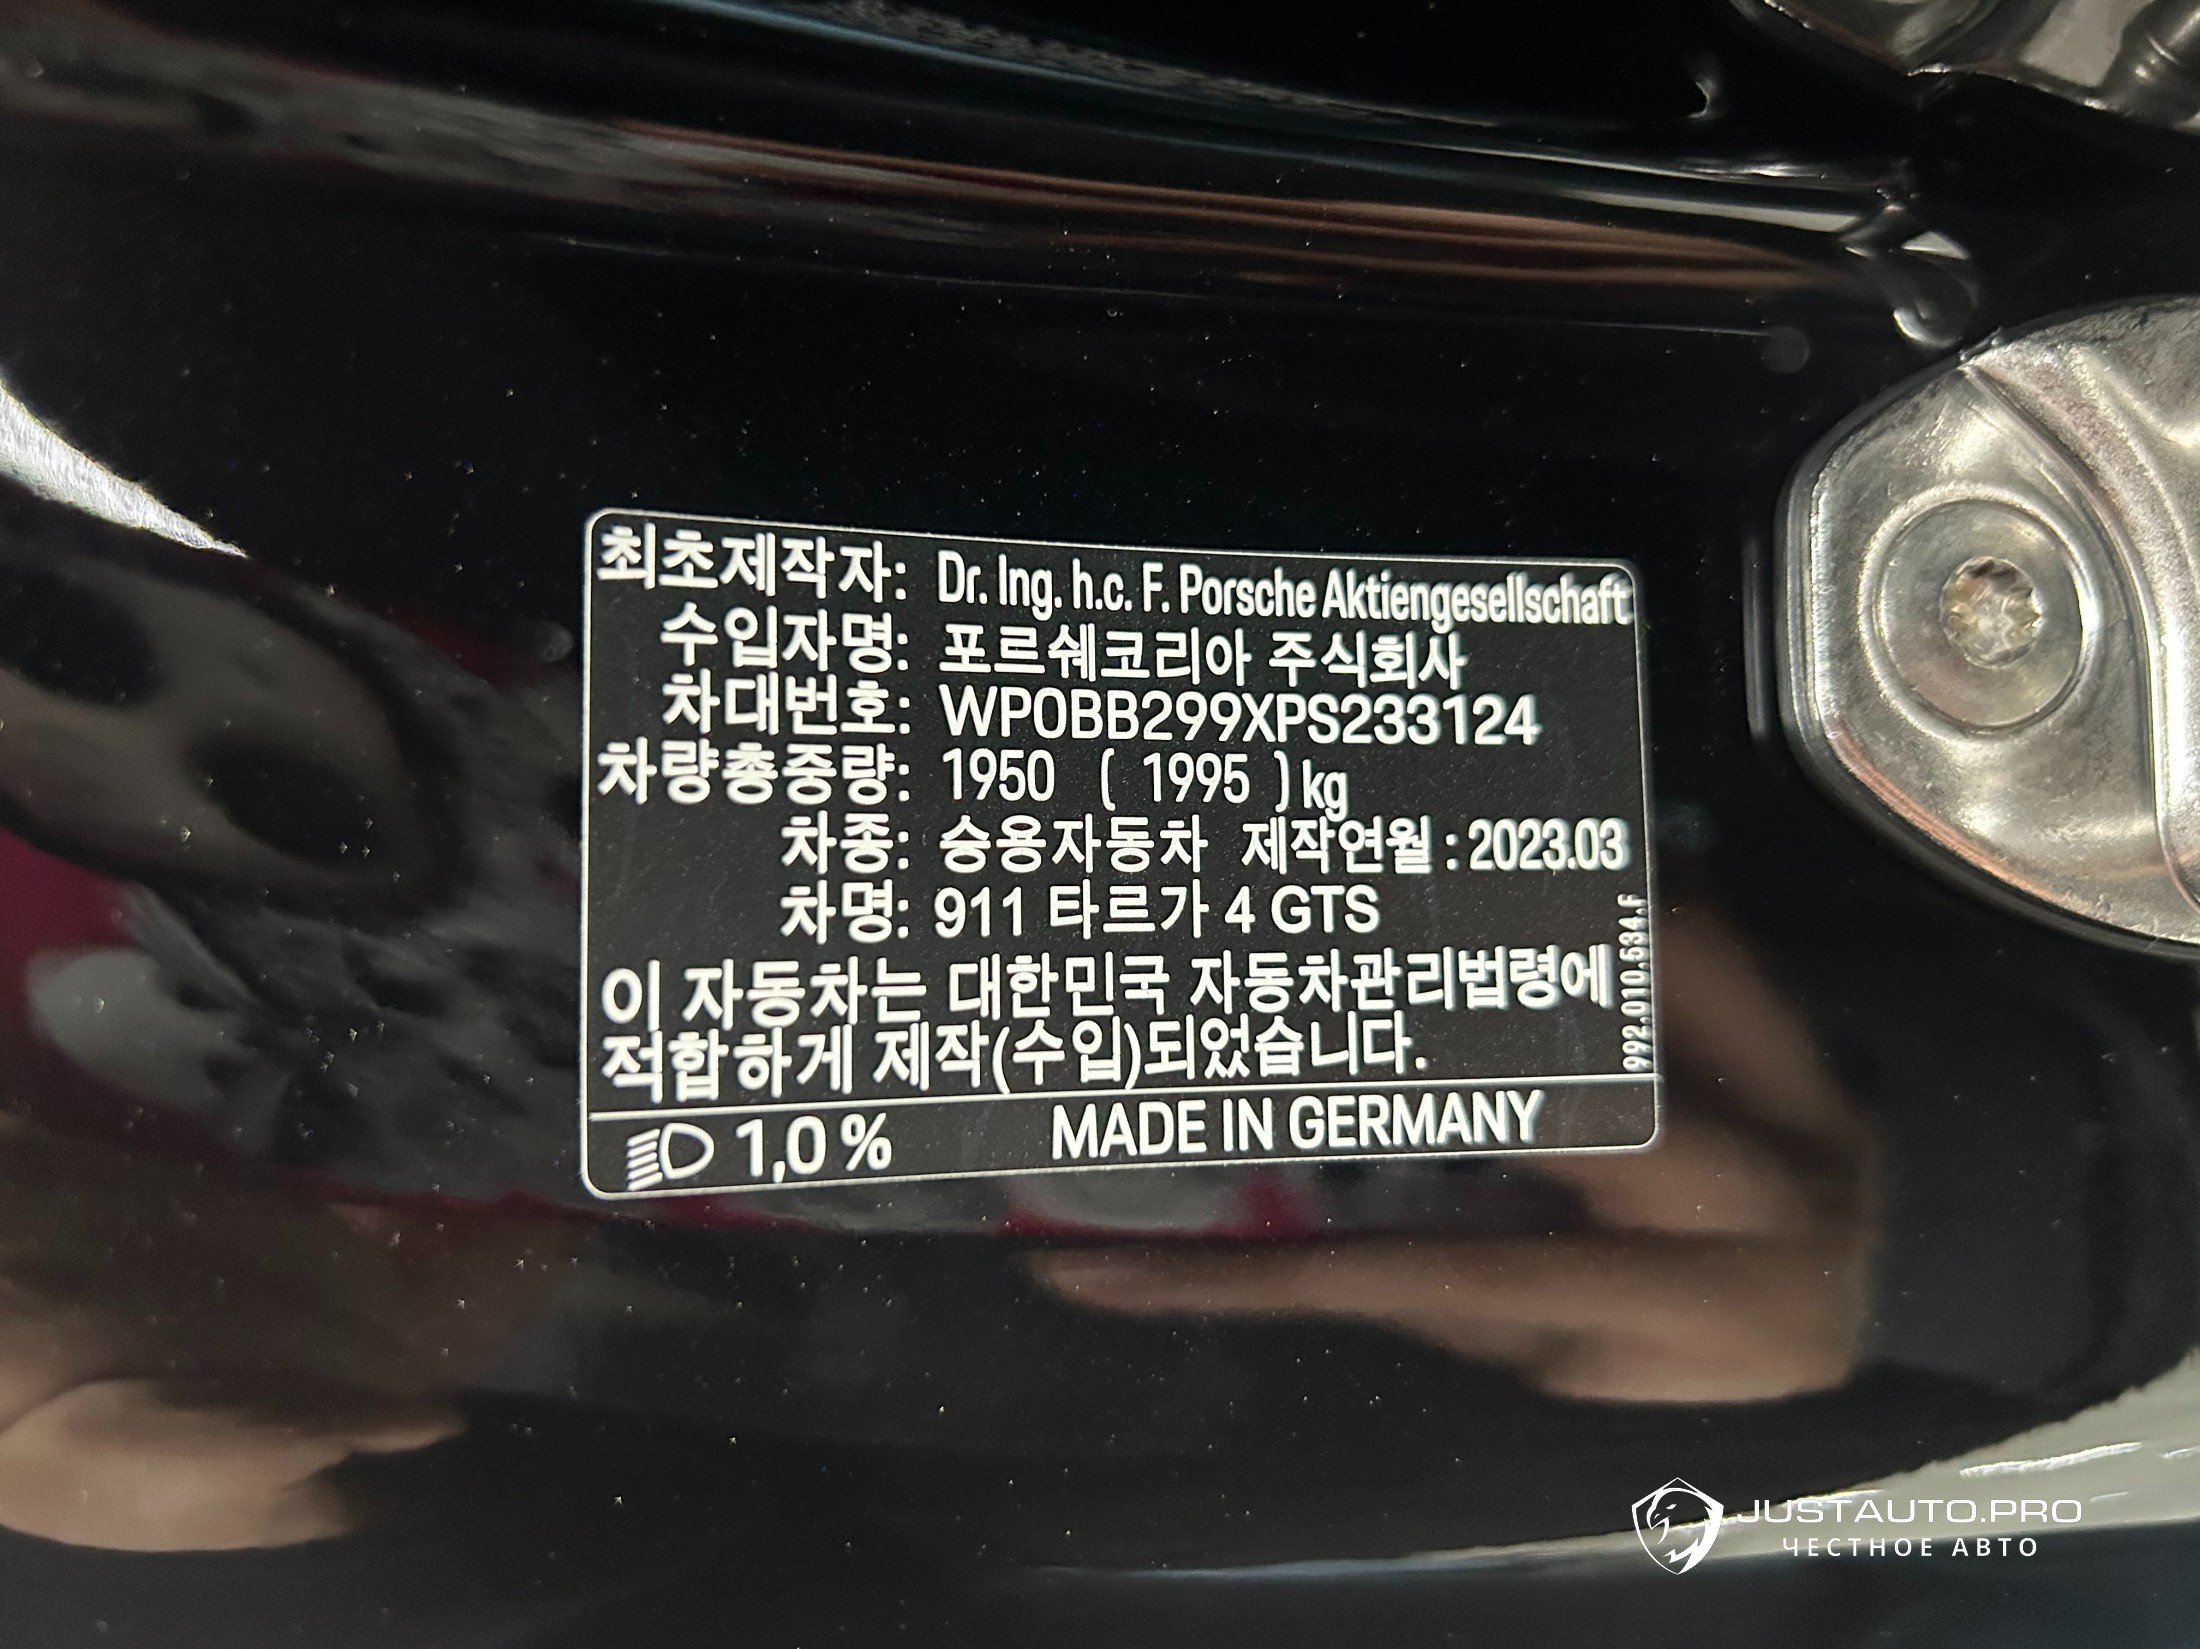 최초제작자: Dr. Ing. h.c. F. Porsche Aktiengesellschaft
수입자명: 포르쉐코리아 주식회사
차대번호: WP0BB299XPS233124
차량총중량: 1950 ( 1995 ) kg
차종: 승용자동차 제작연월 : 2023.03
차명: 911 타르가 4 GTS
이 자동차는 대한민국 자동차관리법령에
적합하게 제작(수입)되었습니다.
992.010.534.F
1,0 % MADE IN GERMANY
JUSTAUTO.PRO
ЧЕСТНОЕ АВТО